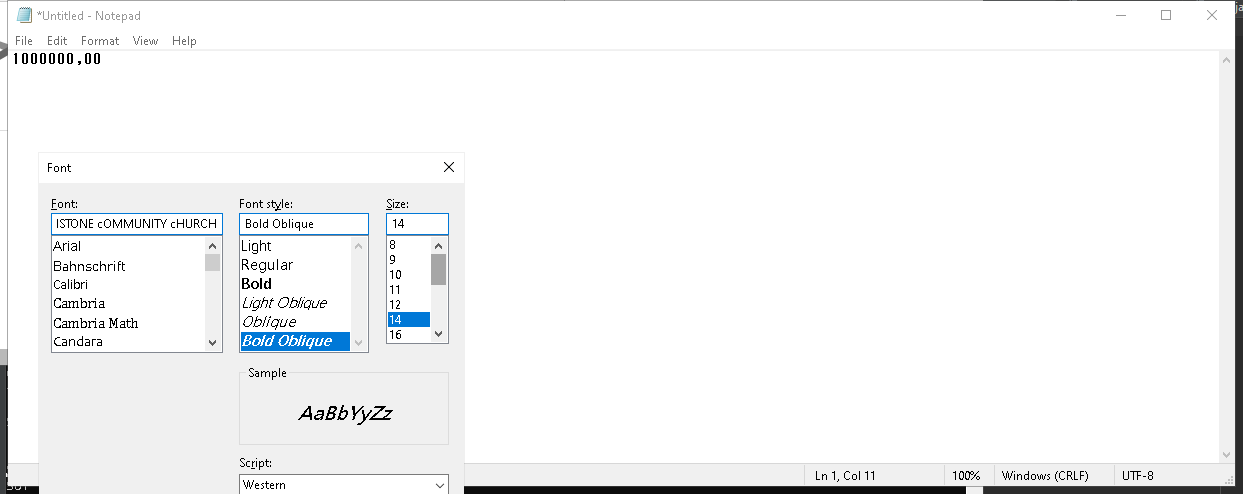 *Untitled - Notepad
File Edit Format View Help
1000000,00
Font
Font: Font style: Size:
ISTONE cOMMUNITY cHURCH Bold Oblique 14
Arial Light 8
Bahnschrift Regular 9
Calibri Bold 10
Cambria Light Oblique 11
Cambria Math Oblique 12
Candara Bold Oblique 14
16
Sample
AaBbYyZz
Script:
Western
Ln 1, Col 11 100% Windows (CRLF) UTF-8